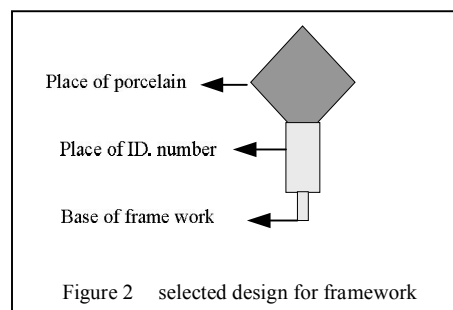 Place of porcelain
Place of ID. number
Base of frame work
Figure 2 selected design for framework